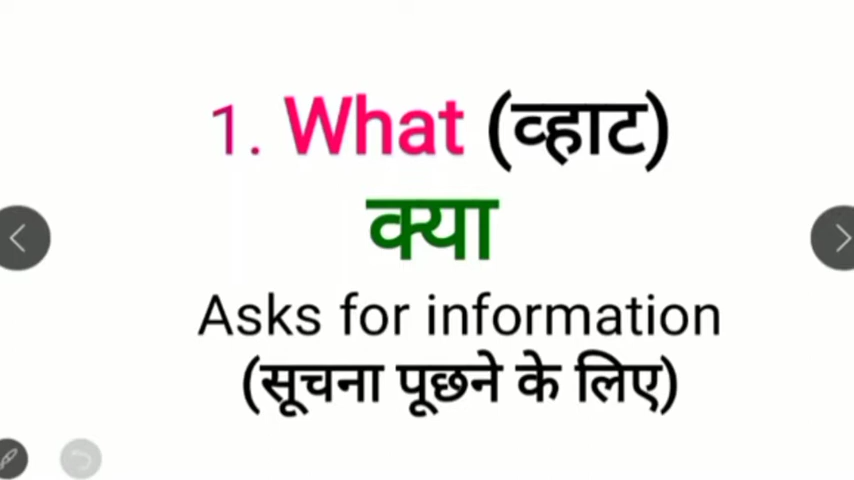 1. What (व्हाट)
क्या
Asks for information
(सूचना पूछने के लिए)